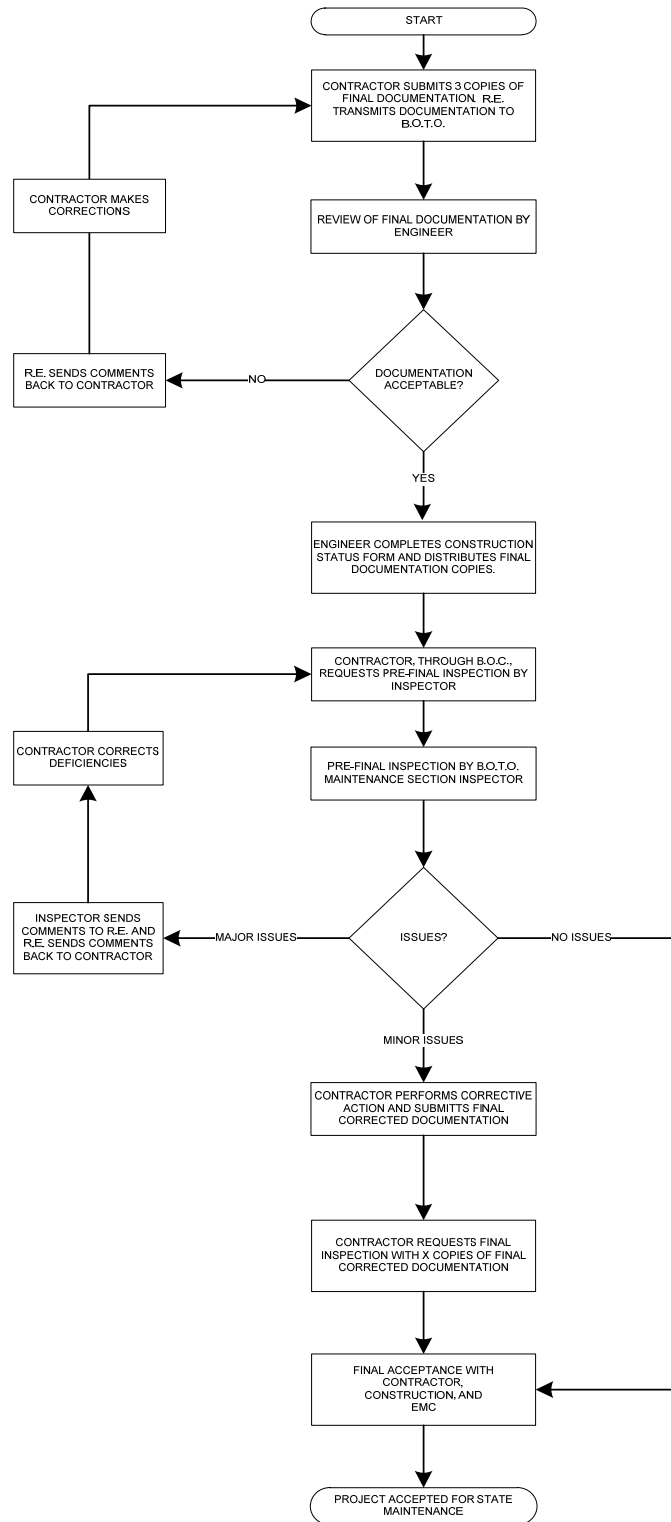 START
CONTRACTOR SUBMITS 3 COPIES OF
FINAL DOCUMENTATION. R.E.
TRANSMITS DOCUMENTATION TO
B.O.T.O.
CONTRACTOR MAKES
CORRECTIONS
REVIEW OF FINAL DOCUMENTATION BY
ENGINEER
R.E. SENDS COMMENTS
BACK TO CONTRACTOR
NO
DOCUMENTATION
ACCEPTABLE?
YES
ENGINEER COMPLETES CONSTRUCTION
STATUS FORM AND DISTRIBUTES FINAL
DOCUMENTATION COPIES.
CONTRACTOR, THROUGH B.O.C.,
REQUESTS PRE-FINAL INSPECTION BY
INSPECTOR
CONTRACTOR CORRECTS
DEFICIENCIES
PRE-FINAL INSPECTION BY B.O.T.O.
MAINTENANCE SECTION INSPECTOR
INSPECTOR SENDS
COMMENTS TO R.E. AND
R.E. SENDS COMMENTS
BACK TO CONTRACTOR
MAJOR ISSUES
ISSUES?
NO ISSUES
MINOR ISSUES
CONTRACTOR PERFORMS CORRECTIVE
ACTION AND SUBMITTS FINAL
CORRECTED DOCUMENTATION
CONTRACTOR REQUESTS FINAL
INSPECTION WITH X COPIES OF FINAL
CORRECTED DOCUMENTATION
FINAL ACCEPTANCE WITH
CONTRACTOR,
CONSTRUCTION, AND
EMC
PROJECT ACCEPTED FOR STATE
MAINTENANCE